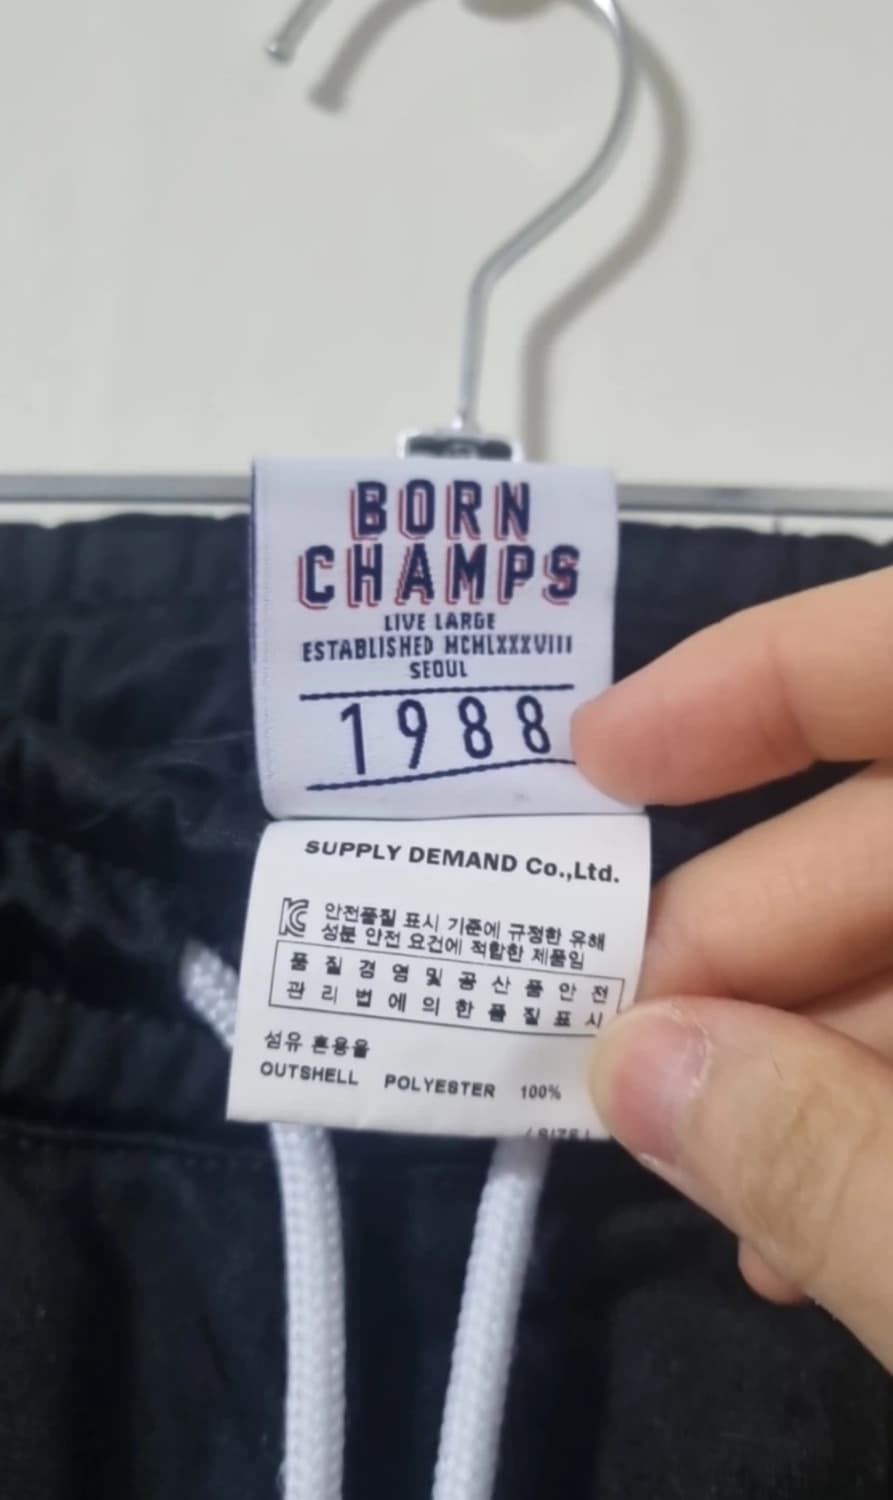 BORN
CHAMPS
LIVE LARGE
ESTABLISHED MCHLXXXVIII
SEOUL
1988
SUPPLY DEMAND Co.,Ltd.
안전품질 표시 기준에 규정한 유해
성분 안전 요건에 적합한 제품임
품 질 경 영 및 공 산 품 안 전
관 리 법 에 의 한 품 질 표 시
섬유 혼용율
OUTSHELL POLYESTER 100%